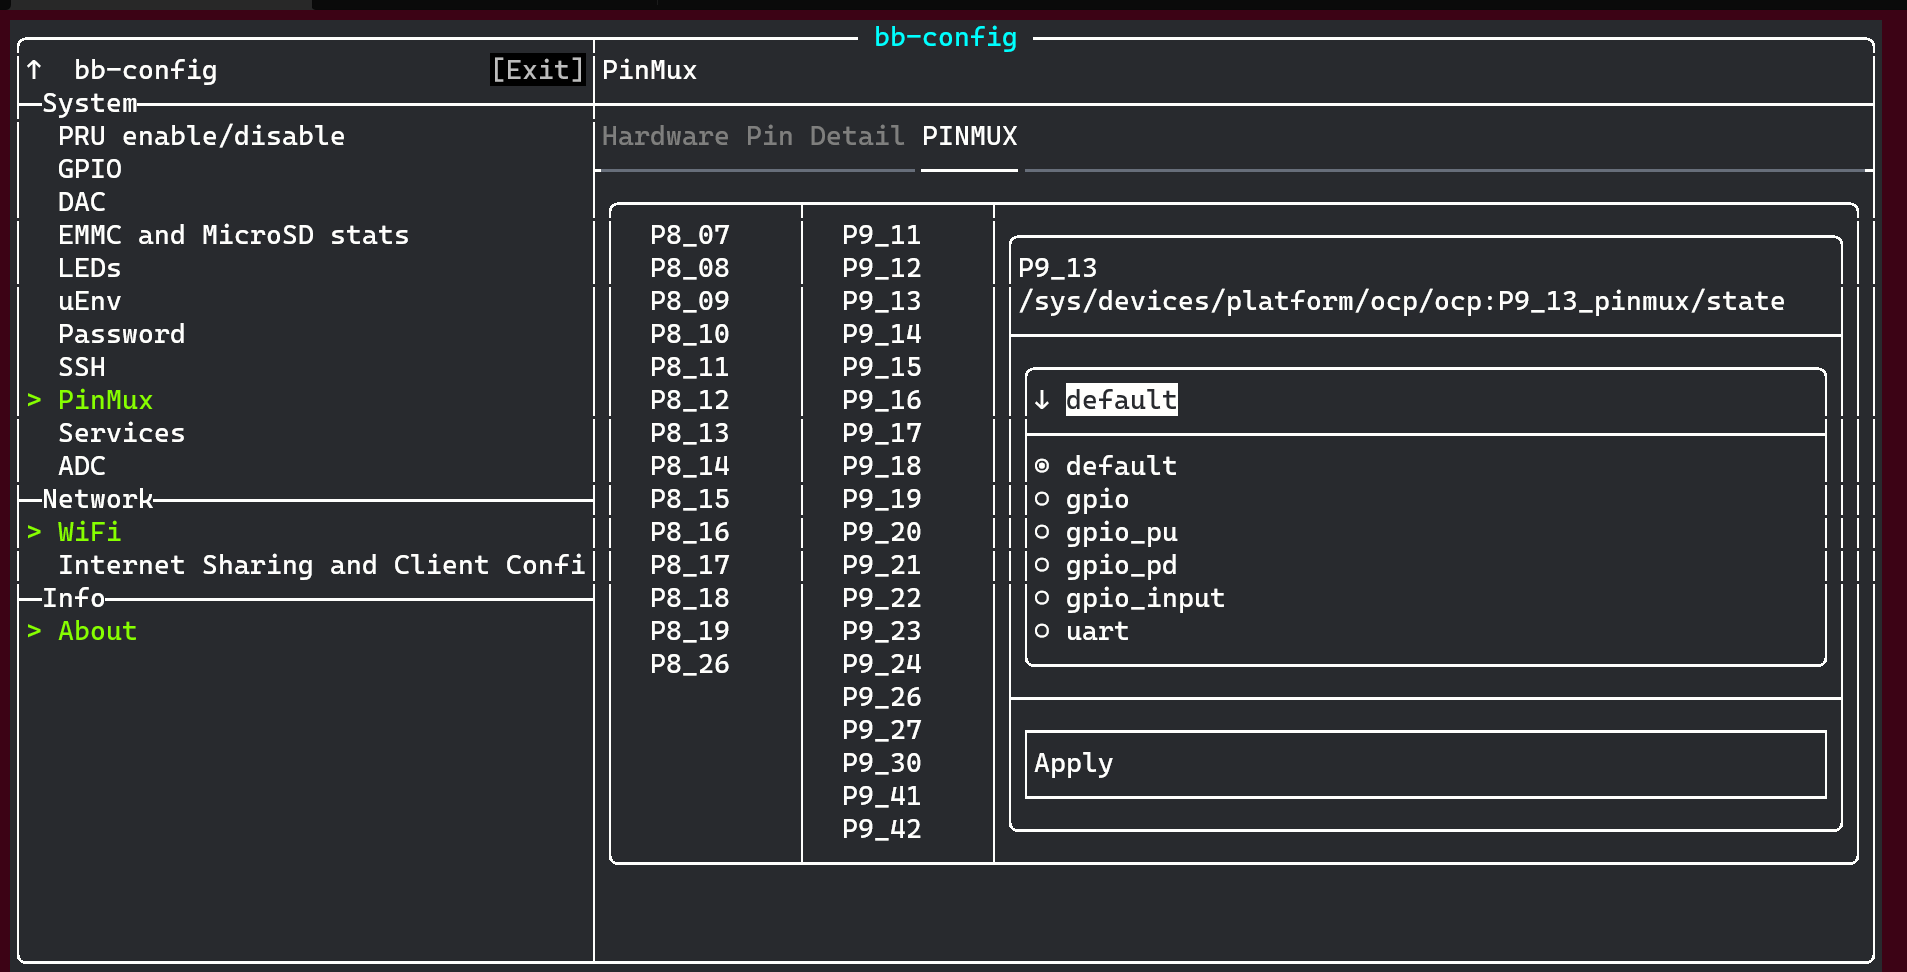 bb-config
↑ bb-config [Exit]
System
PRU enable/disable
GPIO
DAC
EMMC and MicroSD stats
LEDs
uEnv
Password
SSH
> PinMux
Services
ADC
Network
> WiFi
Internet Sharing and Client Confi
Info
> About
PinMux
Hardware Pin Detail PINMUX
P8_07
P8_08
P8_09
P8_10
P8_11
P8_12
P8_13
P8_14
P8_15
P8_16
P8_17
P8_18
P8_19
P8_26
P9_11
P9_12
P9_13
P9_14
P9_15
P9_16
P9_17
P9_18
P9_19
P9_20
P9_21
P9_22
P9_23
P9_24
P9_26
P9_27
P9_30
P9_41
P9_42
P9_13
/sys/devices/platform/ocp/ocp:P9_13_pinmux/state
↓ default
default
gpio
gpio_pu
gpio_pd
gpio_input
uart
Apply